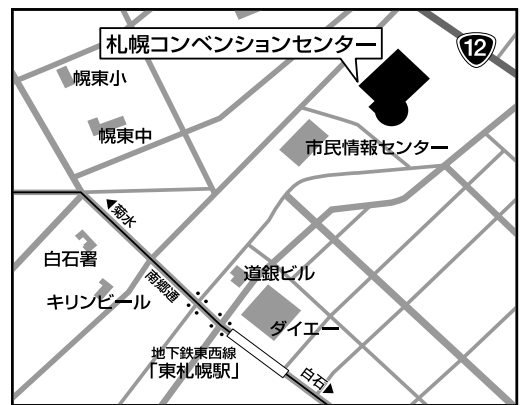 札幌コンベンションセンター
12
幌東小
幌東中
市民情報センター
◀菊水
白石署
南郷通
道銀ビル
キリンビール
ダイエー
地下鉄東西線
「東札幌駅」
白石▶